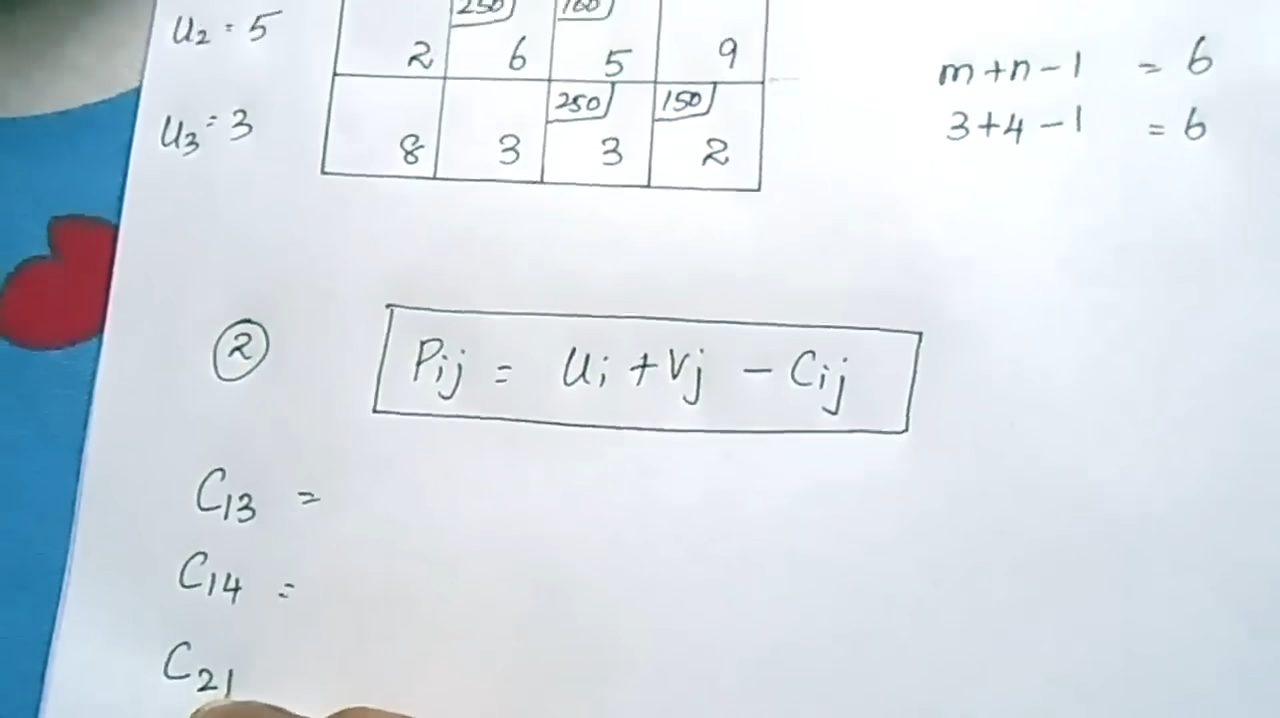 250 100
U2 = 5 2 6 5 9
m+n-1 = 6
250 150
U3 = 3 8 3 3 2
3+4-1 = 6
2 Pij = Ui + Vj - Cij
C13 =
C14 =
C21